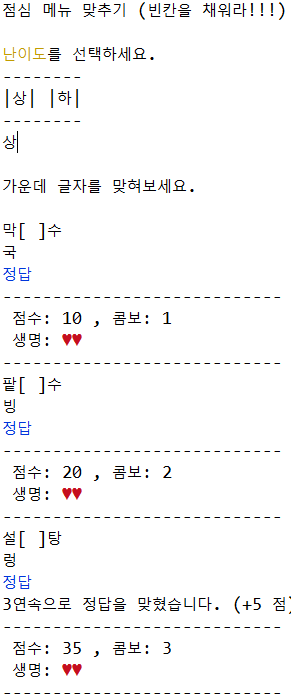 점심 메뉴 맞추기 (빈칸을 채워라!!!)
난이도를 선택하세요.
--------
|상| |하|
--------
상
가운데 글자를 맞혀보세요.
막[ ]수
국
정답
----------------------------
점수: 10 , 콤보: 1
생명: ♥♥
----------------------------
팥[ ]수
빙
정답
----------------------------
점수: 20 , 콤보: 2
생명: ♥♥
----------------------------
설[ ]탕
렁
정답
3연속으로 정답을 맞혔습니다. (+5 점)
----------------------------
점수: 35 , 콤보: 3
생명: ♥♥
----------------------------